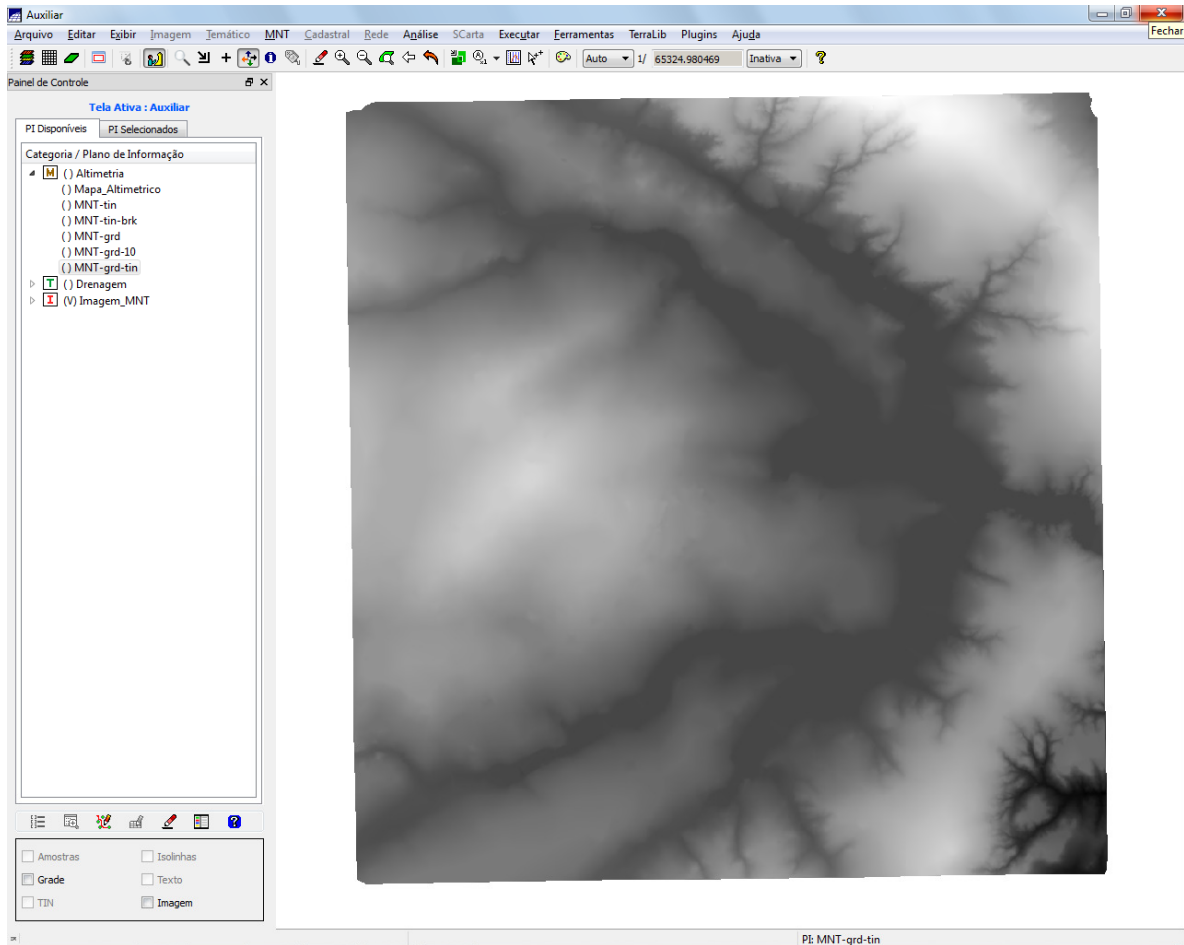 Auxiliar
Arquivo Editar Exibir Imagem Temático MNT Cadastral Rede Análise SCarta Executar Ferramentas TerraLib Plugins Ajuda
Fechar
Auto 1/ 65324.980469 Inativa
Painel de Controle
Tela Ativa : Auxiliar
PI Disponíveis PI Selecionados
Categoria / Plano de Informação
M () Altimetria
() Mapa_Altimetrico
() MNT-tin
() MNT-tin-brk
() MNT-grd
() MNT-grd-10
() MNT-grd-tin
T () Drenagem
I (V) Imagem_MNT
Amostras Isolinhas
Grade Texto
TIN Imagem
PI: MNT-grd-tin